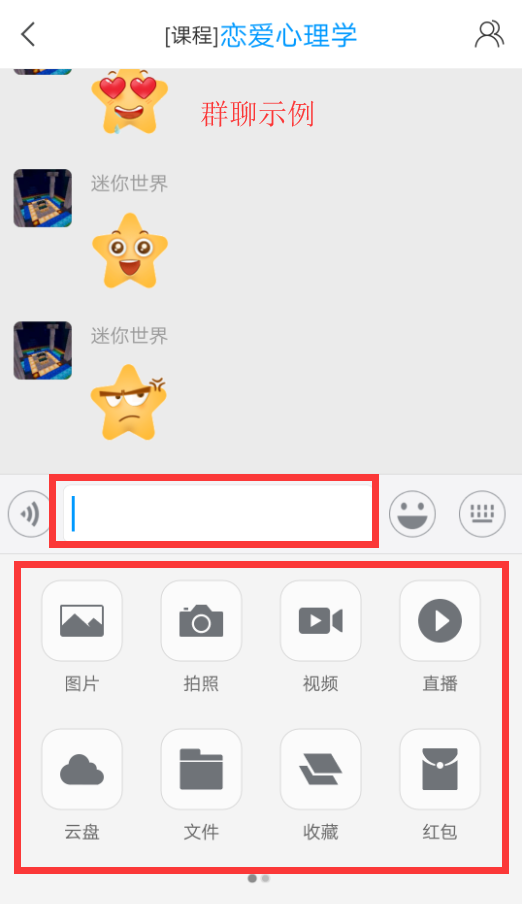 [课程]恋爱心理学
群聊示例
迷你世界
迷你世界
图片 拍照 视频 直播
云盘 文件 收藏 红包